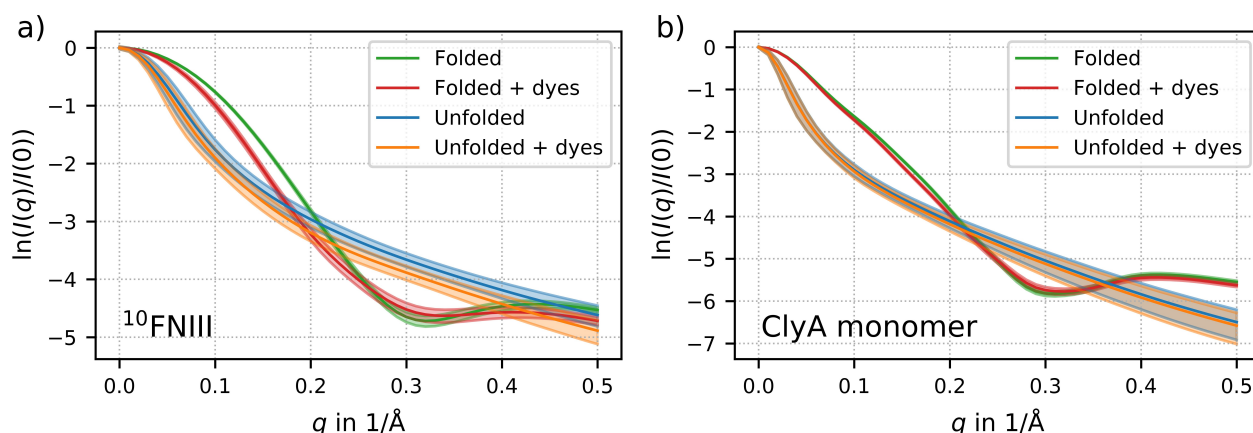 a)
0
−1
−2
−3
−4
−5
ln(I(q)/I(0))
Folded
Folded + dyes
Unfolded
Unfolded + dyes
¹⁰FNIII
0.0 0.1 0.2 0.3 0.4 0.5
q in 1/Å
b)
0
−1
−2
−3
−4
−5
−6
−7
ln(I(q)/I(0))
Folded
Folded + dyes
Unfolded
Unfolded + dyes
ClyA monomer
0.0 0.1 0.2 0.3 0.4 0.5
q in 1/Å